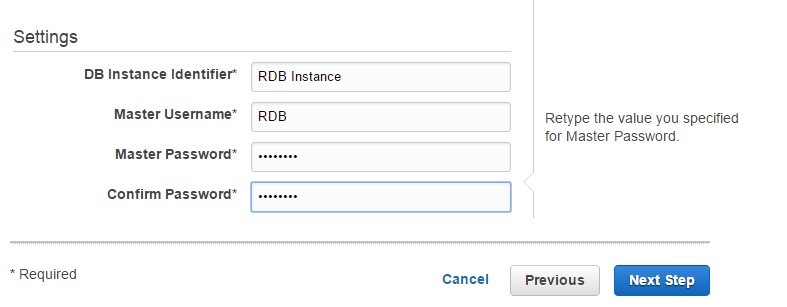 Settings
DB Instance Identifier* RDB Instance
Master Username* RDB
Master Password* ••••••••
Confirm Password* ••••••••
Retype the value you specified
for Master Password.
* Required
Cancel Previous Next Step